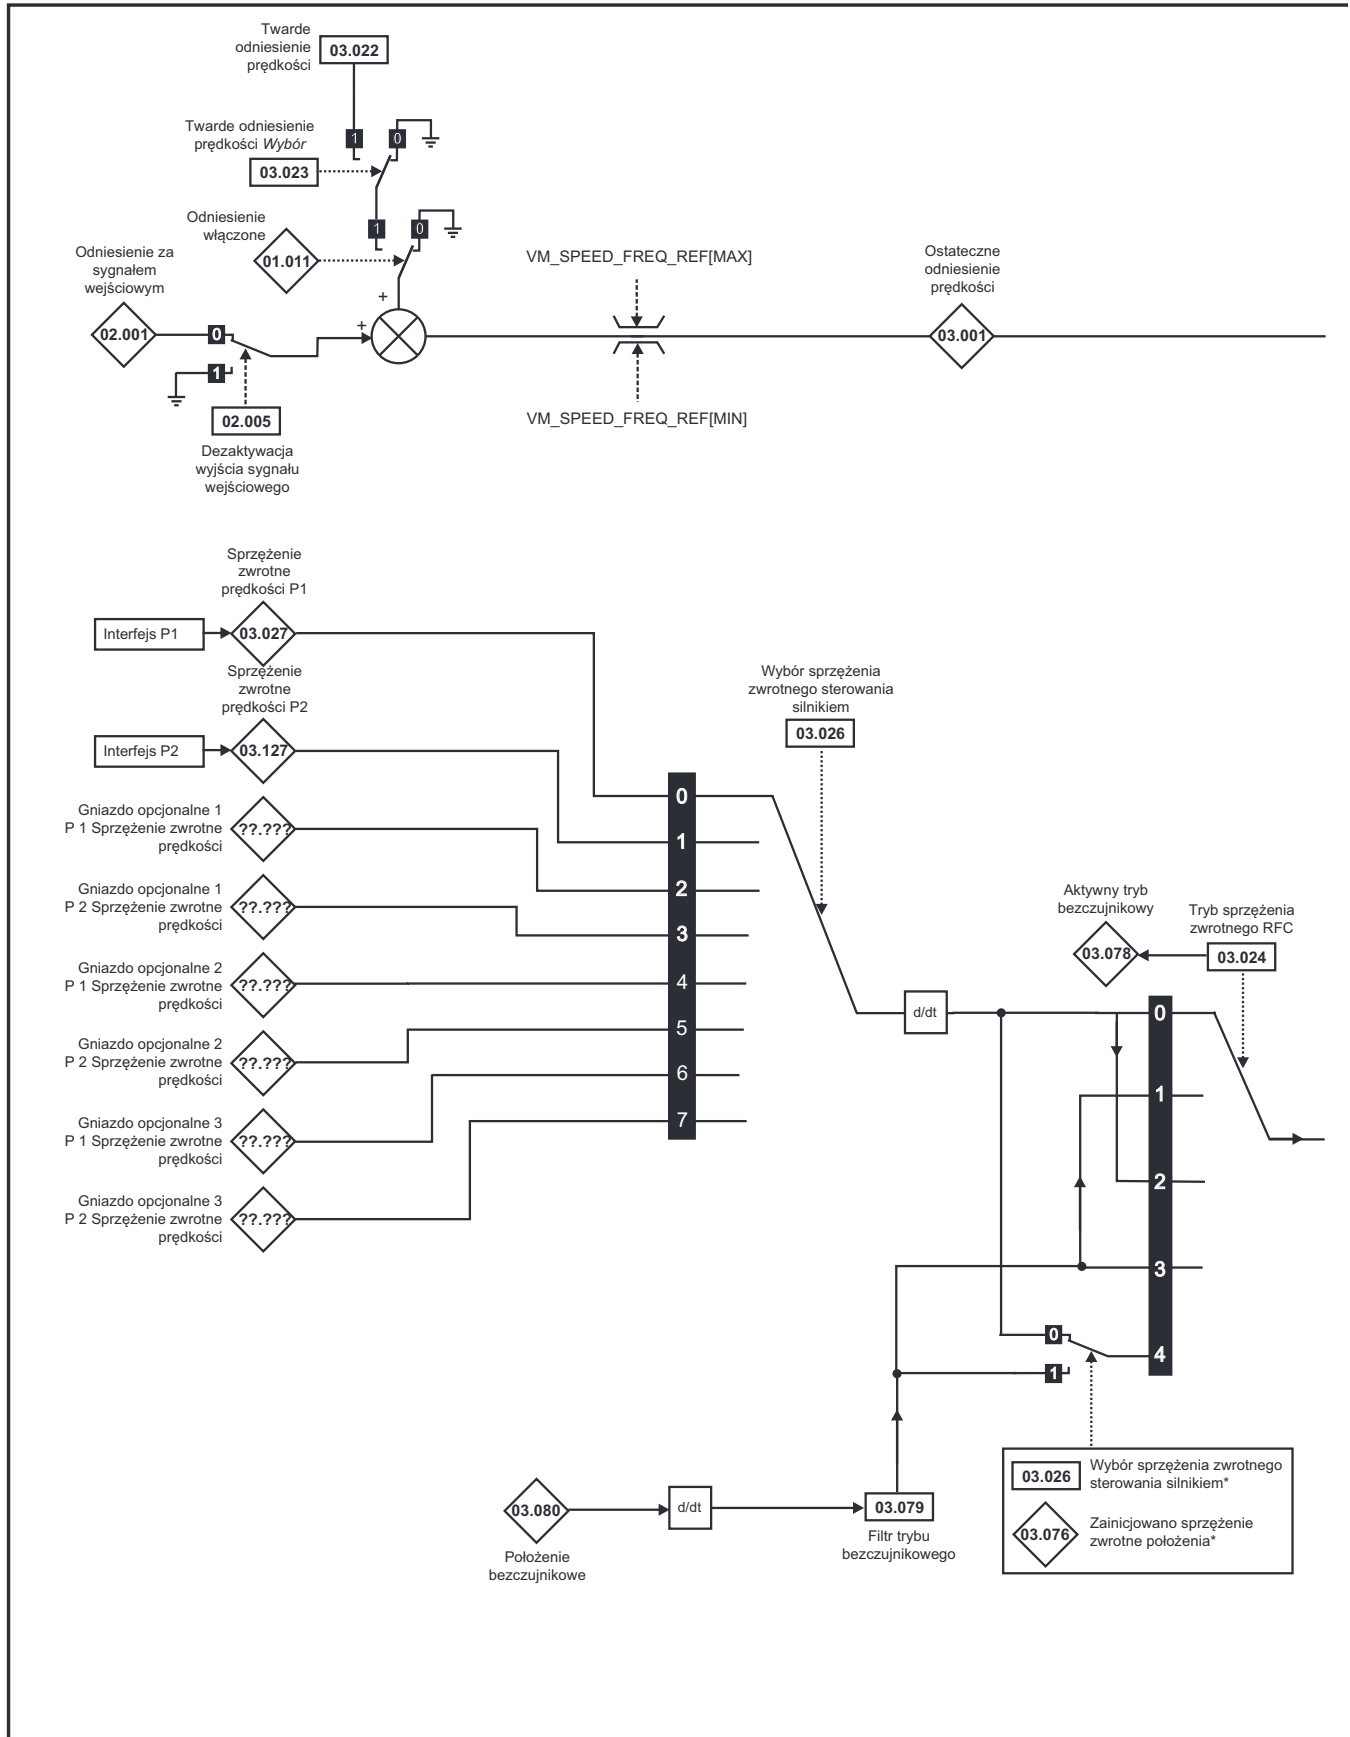 Twarde
odniesienie
prędkości
03.022
Twarde odniesienie
prędkości Wybór
1
0
03.023
Odniesienie
włączone
1
0
01.011
Odniesienie za
sygnałem
wejściowym
VM_SPEED_FREQ_REF[MAX]
Ostateczne
odniesienie
prędkości
+
+
02.001
0
03.001
1
02.005
VM_SPEED_FREQ_REF[MIN]
Dezaktywacja
wyjścia sygnału
wejściowego
Sprzężenie
zwrotne
prędkości P1
Interfejs P1
03.027
Sprzężenie
zwrotne
prędkości P2
Interfejs P2
03.127
Wybór sprzężenia
zwrotnego sterowania
silnikiem
03.026
Gniazdo opcjonalne 1
P 1 Sprzężenie zwrotne
prędkości
??.???
Gniazdo opcjonalne 1
P 2 Sprzężenie zwrotne
prędkości
??.???
Gniazdo opcjonalne 2
P 1 Sprzężenie zwrotne
prędkości
??.???
Gniazdo opcjonalne 2
P 2 Sprzężenie zwrotne
prędkości
??.???
Gniazdo opcjonalne 3
P 1 Sprzężenie zwrotne
prędkości
??.???
Gniazdo opcjonalne 3
P 2 Sprzężenie zwrotne
prędkości
??.???
0
1
2
3
4
5
6
7
Aktywny tryb
bezczujnikowy
03.078
Tryb sprzężenia
zwrotnego RFC
03.024
d/dt
0
1
2
3
4
0
1
03.026
Wybór sprzężenia zwrotnego
sterowania silnikiem*
03.076
Zainicjowano sprzężenie
zwrotne położenia*
03.080
Położenie
bezczujnikowe
d/dt
03.079
Filtr trybu
bezczujnikowego